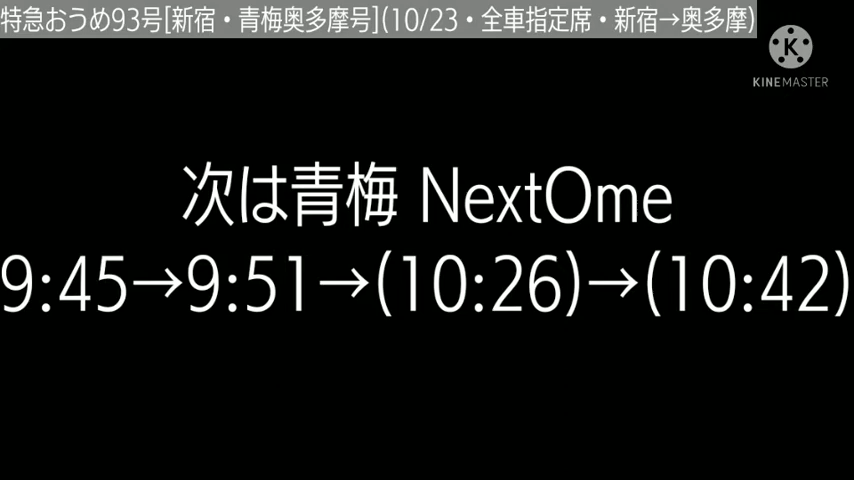 特急おうめ93号[新宿・青梅奥多摩号](10/23・全車指定席・新宿→奥多摩)
K
KINEMASTER
次は青梅 NextOme
9:45→9:51→(10:26)→(10:42)